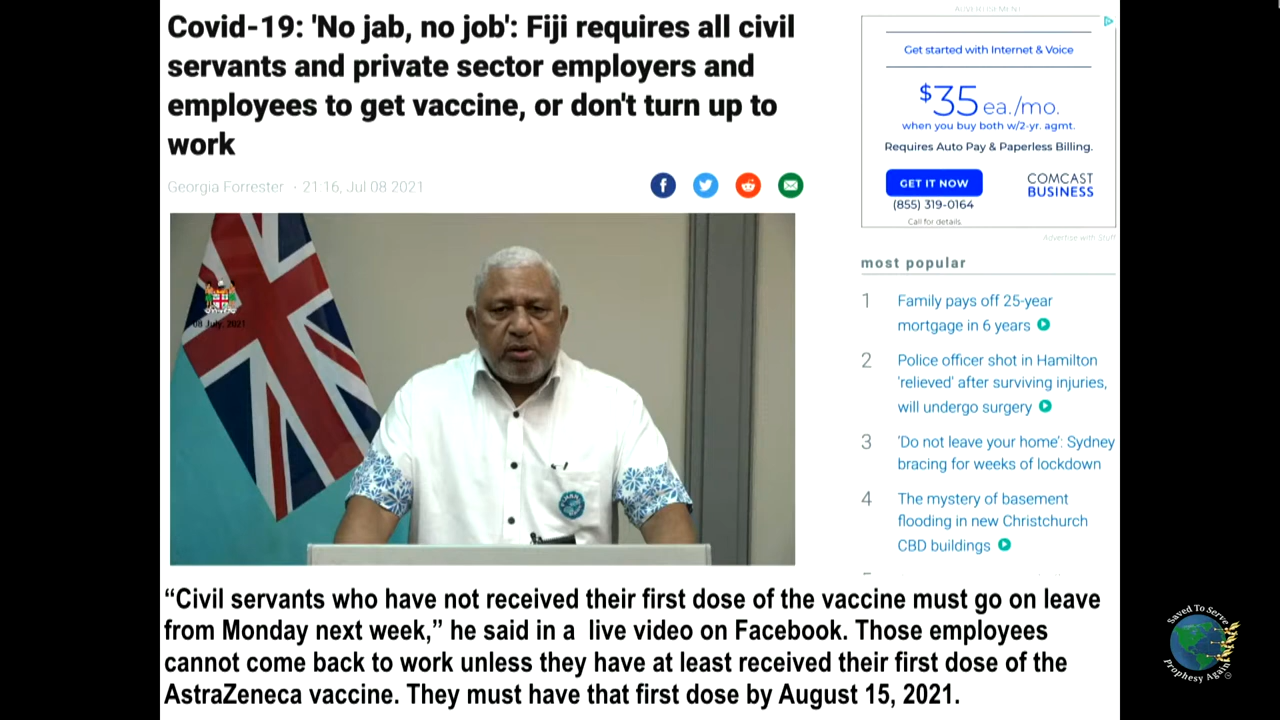 Covid-19: 'No jab, no job': Fiji requires all civil
servants and private sector employers and
employees to get vaccine, or don't turn up to
work
Georgia Forrester · 21:16, Jul 08 2021
08 July, 2021
ADVERTISEMENT
Get started with Internet & Voice
$35 ea./mo.
when you buy both w/2-yr. agmt.
Requires Auto Pay & Paperless Billing.
GET IT NOW
(855) 319-0164
Call for details.
COMCAST
BUSINESS
Advertise with Stuff
most popular
1 Family pays off 25-year
mortgage in 6 years
2 Police officer shot in Hamilton
'relieved' after surviving injuries,
will undergo surgery
3 'Do not leave your home': Sydney
bracing for weeks of lockdown
4 The mystery of basement
flooding in new Christchurch
CBD buildings
“Civil servants who have not received their first dose of the vaccine must go on leave
from Monday next week,” he said in a live video on Facebook. Those employees
cannot come back to work unless they have at least received their first dose of the
AstraZeneca vaccine. They must have that first dose by August 15, 2021.
Saved To Serve
Prophesy Again